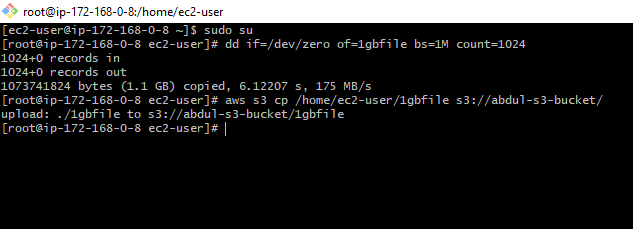 root@ip-172-168-0-8:/home/ec2-user
[ec2-user@ip-172-168-0-8 ~]$ sudo su
[root@ip-172-168-0-8 ec2-user]# dd if=/dev/zero of=1gbfile bs=1M count=1024
1024+0 records in
1024+0 records out
1073741824 bytes (1.1 GB) copied, 6.12207 s, 175 MB/s
[root@ip-172-168-0-8 ec2-user]# aws s3 cp /home/ec2-user/1gbfile s3://abdul-s3-bucket/
upload: ./1gbfile to s3://abdul-s3-bucket/1gbfile
[root@ip-172-168-0-8 ec2-user]#